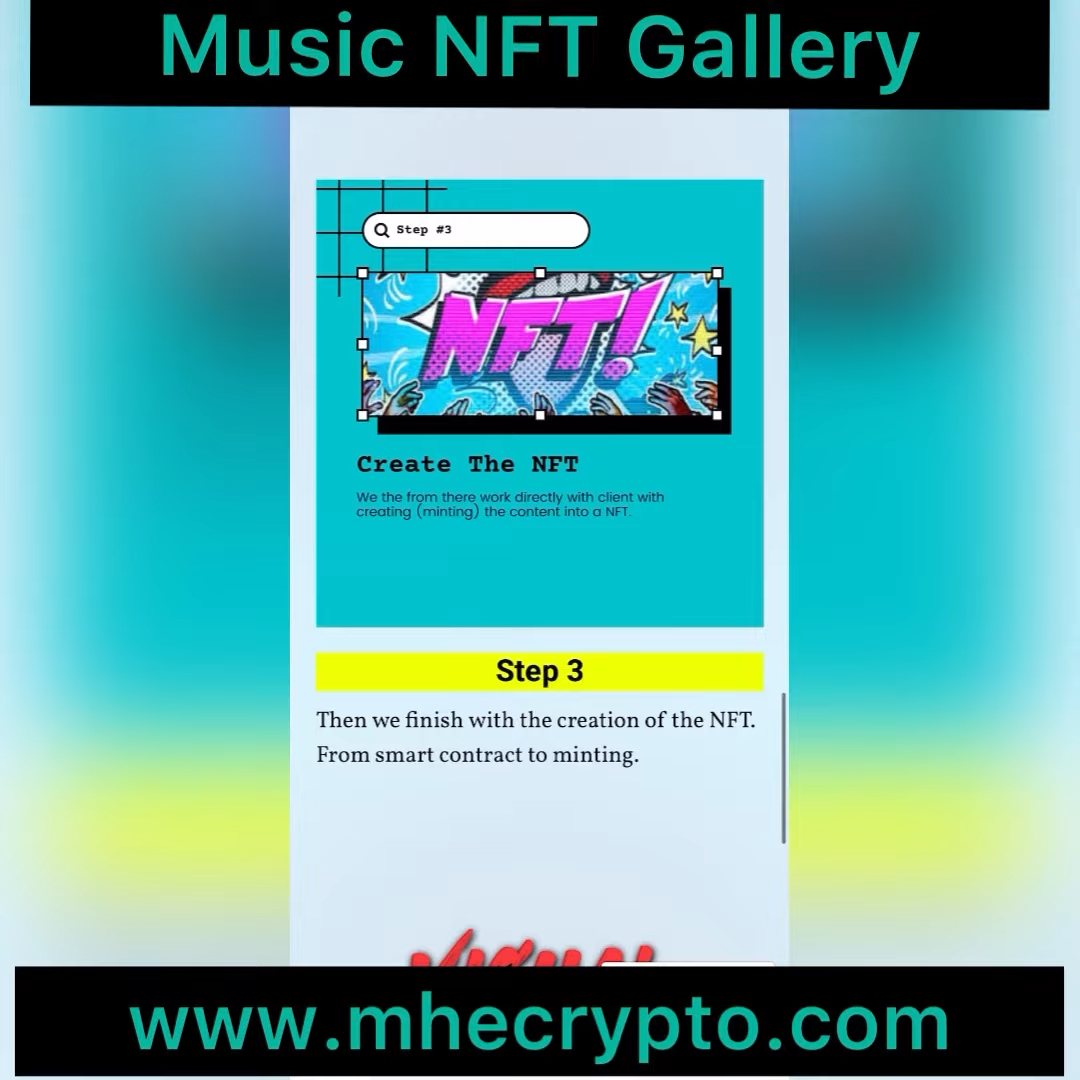 Music NFT Gallery
Step #3
NFT!
Create The NFT
We the from there work directly with client with
creating (minting) the content into a NFT.
Step 3
Then we finish with the creation of the NFT.
From smart contract to minting.
www.mhecrypto.com